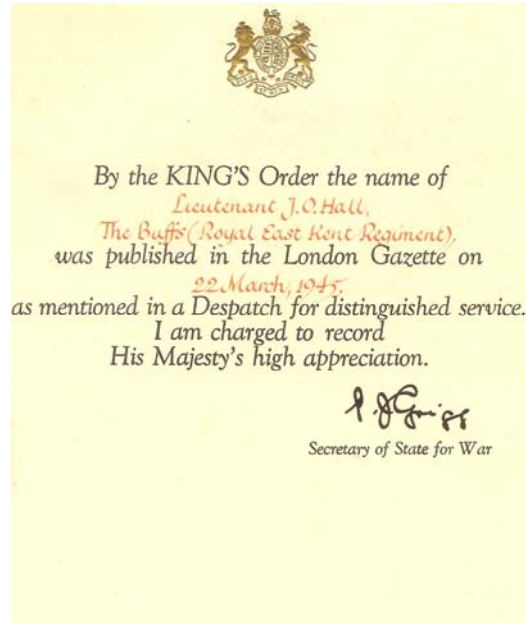 By the KING'S Order the name of
Lieutenant J.O.Hall,
The Buffs (Royal East Kent Regiment),
was published in the London Gazette on
22 March, 1945.
as mentioned in a Despatch for distinguished service.
I am charged to record
His Majesty's high appreciation.
P. J. Grigg
Secretary of State for War